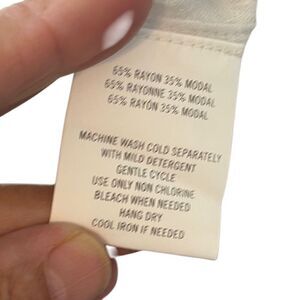 65% RAYON 35% MODAL
65% RAYONNE 35% MODAL
65% RAYÓN 35% MODAL
MACHINE WASH COLD SEPARATELY
WITH MILD DETERGENT
GENTLE CYCLE
USE ONLY NON CHLORINE
BLEACH WHEN NEEDED
HANG DRY
COOL IRON IF NEEDED